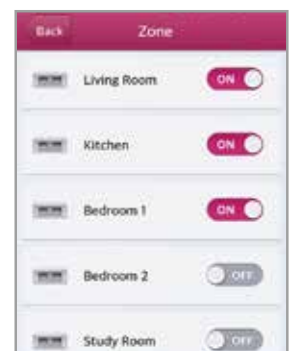 Back Zone
Living Room ON
Kitchen ON
Bedroom 1 ON
Bedroom 2 OFF
Study Room OFF